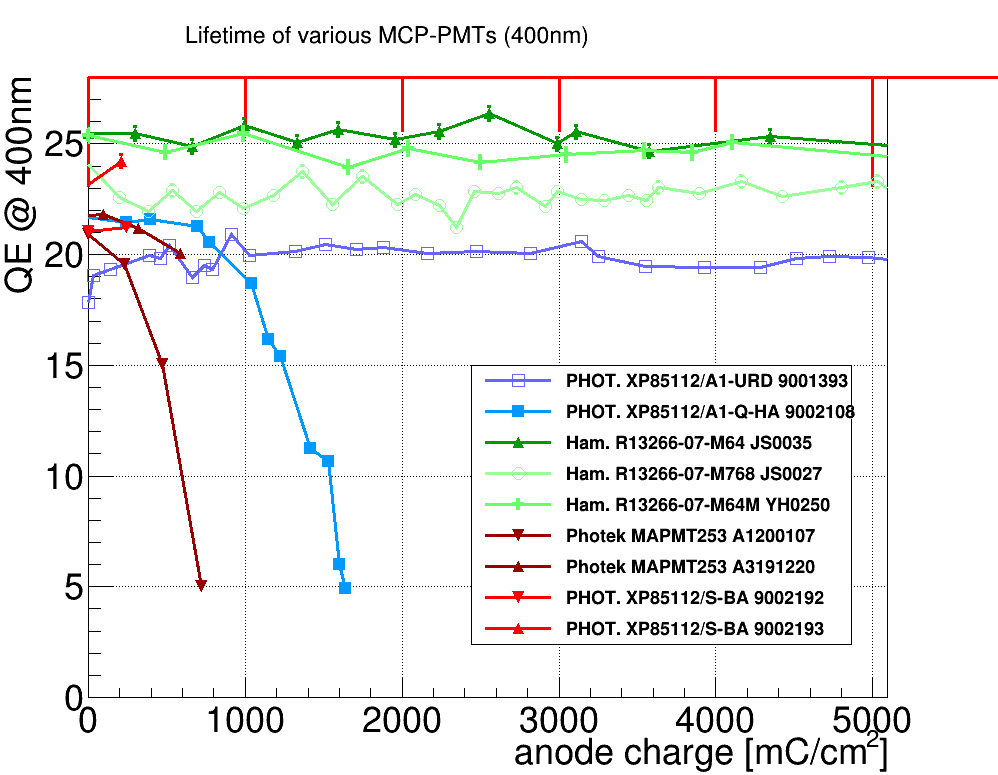 Lifetime of various MCP-PMTs (400nm)
QE @ 400nm
25
20
15
10
5
0
PHOT. XP85112/A1-URD 9001393
PHOT. XP85112/A1-Q-HA 9002108
Ham. R13266-07-M64 JS0035
Ham. R13266-07-M768 JS0027
Ham. R13266-07-M64M YH0250
Photek MAPMT253 A1200107
Photek MAPMT253 A3191220
PHOT. XP85112/S-BA 9002192
PHOT. XP85112/S-BA 9002193
0 1000 2000 3000 4000 5000
anode charge [mC/cm²]